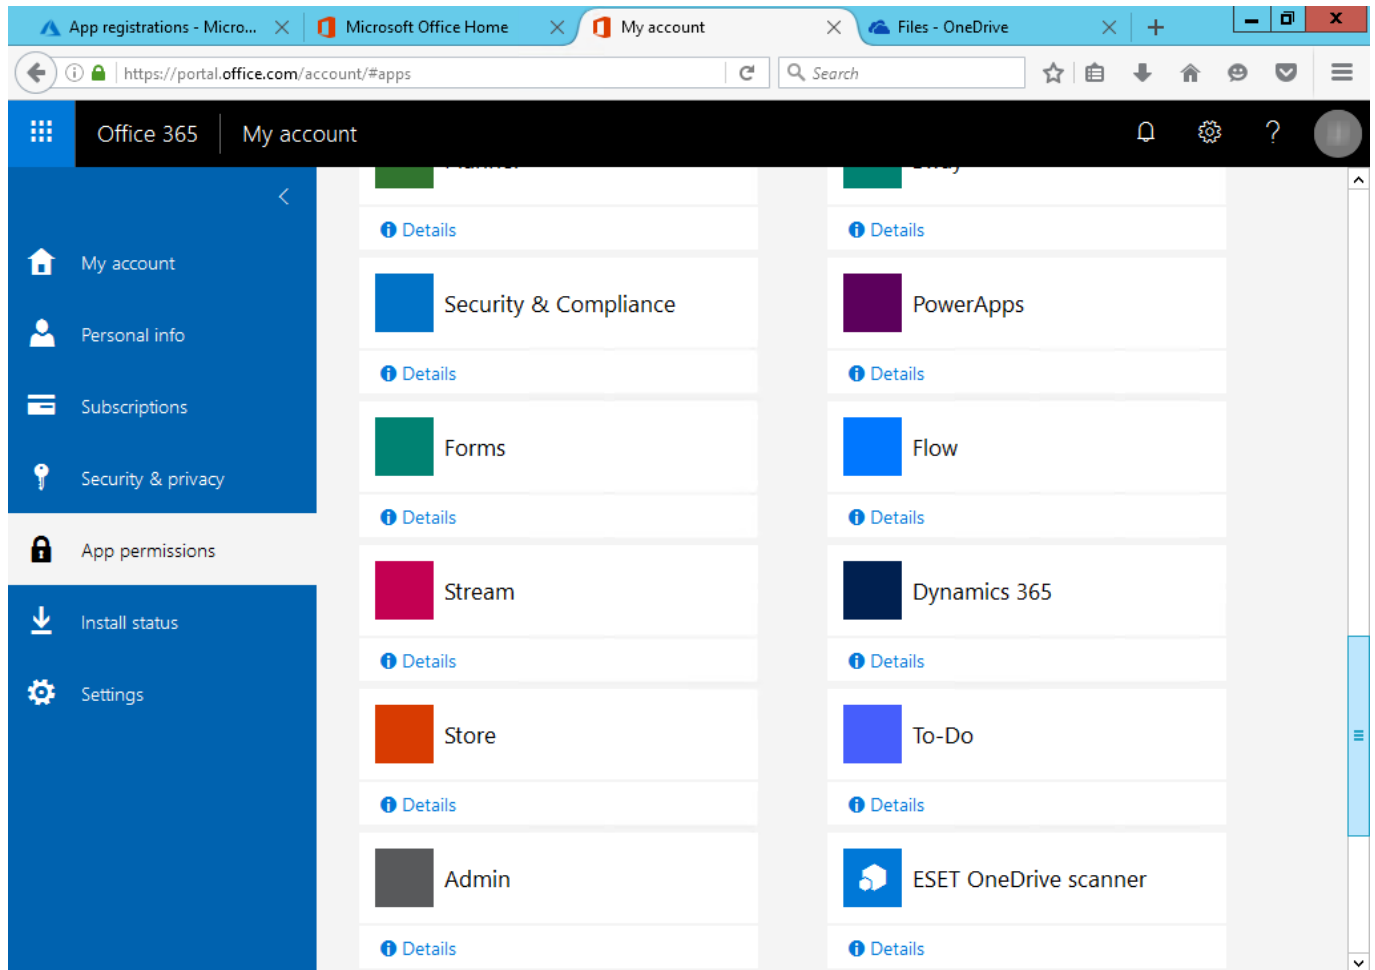 App registrations - Micro...
Microsoft Office Home
My account
Files - OneDrive
https://portal.office.com/account/#apps
Search
Office 365
My account
My account
Personal info
Subscriptions
Security & privacy
App permissions
Install status
Settings
Details
Details
Security & Compliance
PowerApps
Details
Details
Forms
Flow
Details
Details
Stream
Dynamics 365
Details
Details
Store
To-Do
Details
Details
Admin
ESET OneDrive scanner
Details
Details